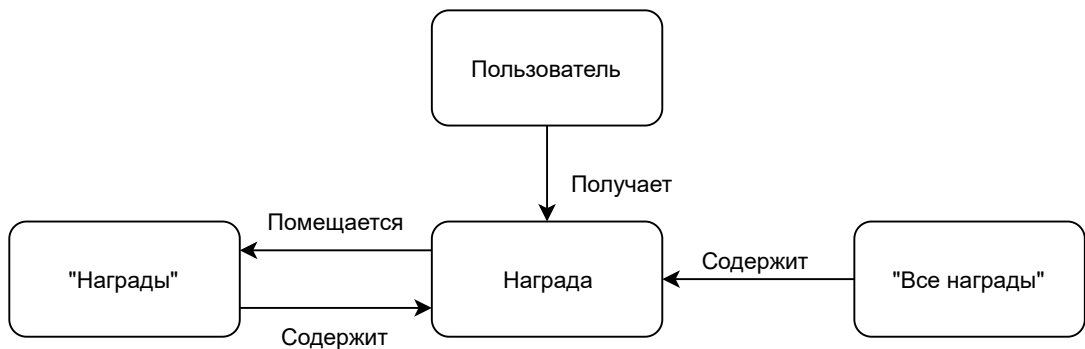 Пользователь
Получает
Помещается
"Награды"
Награда
Содержит
"Все награды"
Содержит